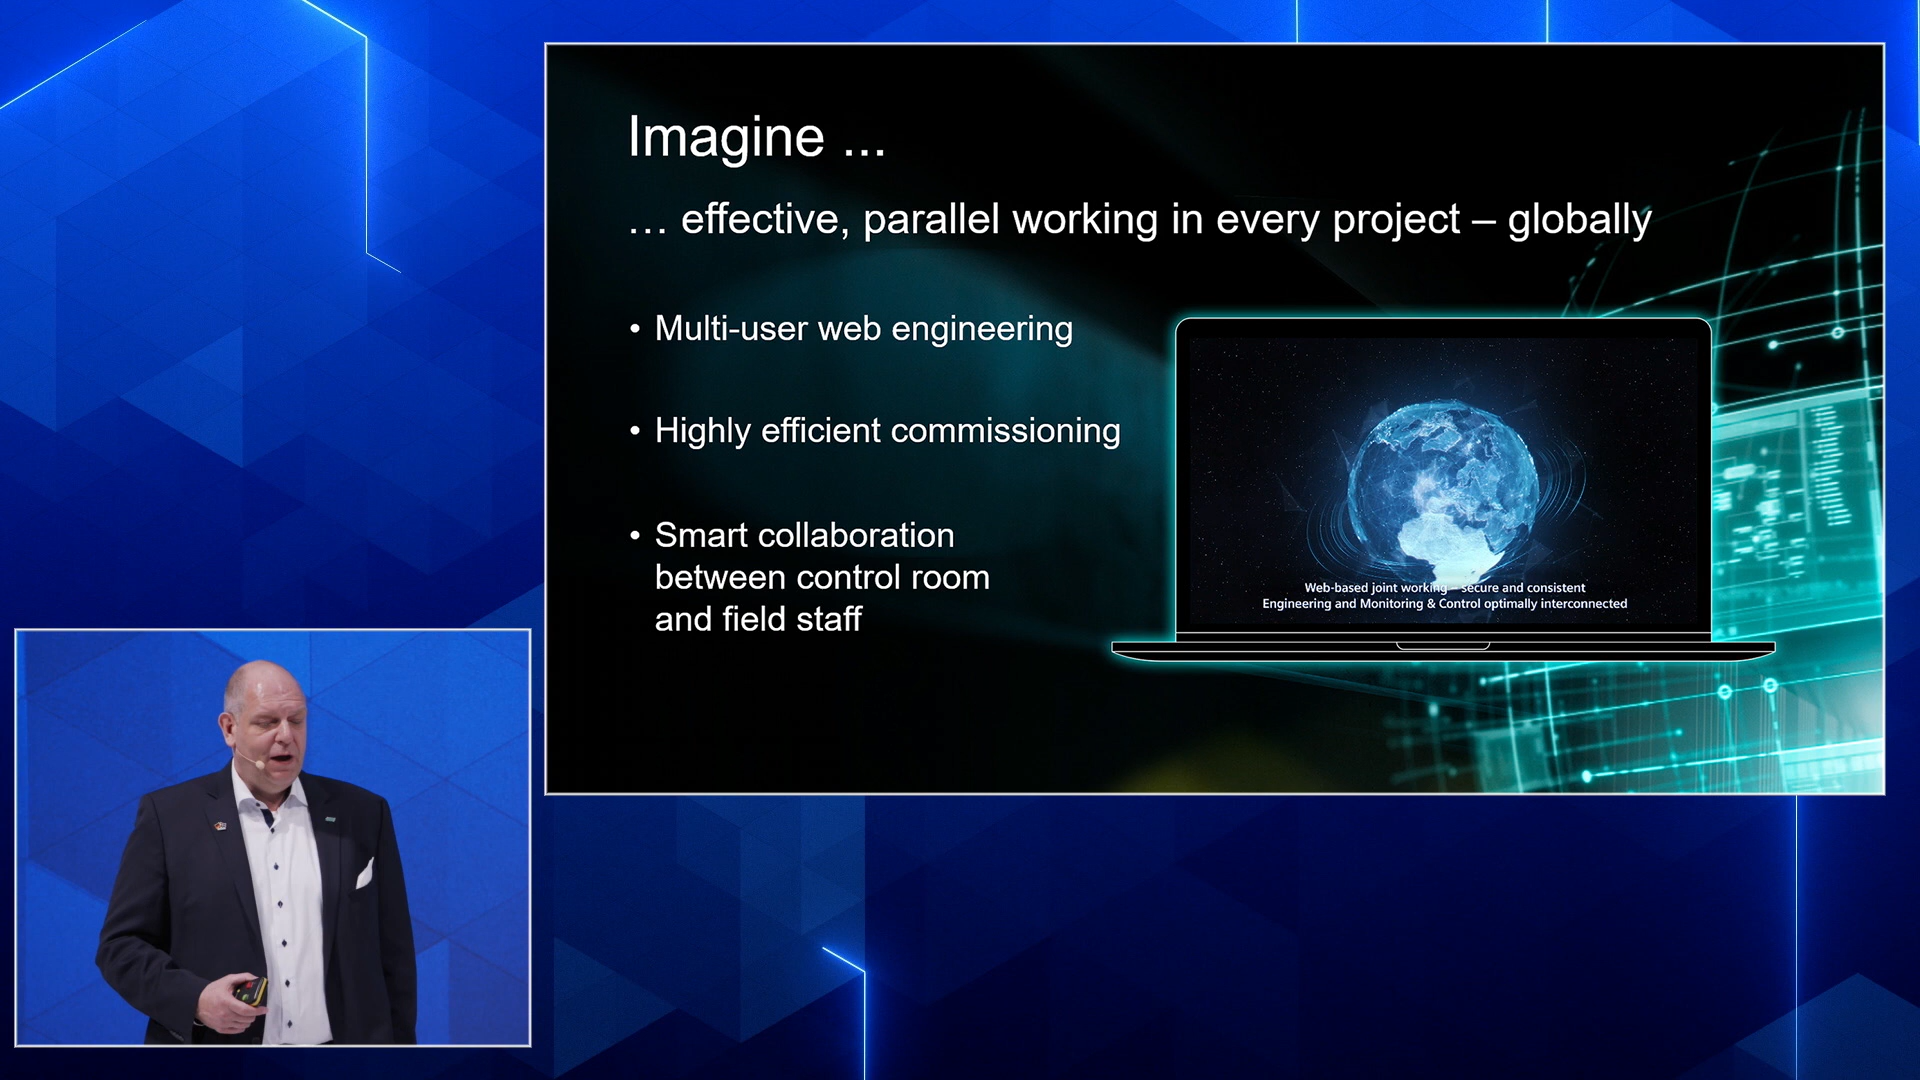 Imagine ...
... effective, parallel working in every project – globally
• Multi-user web engineering
• Highly efficient commissioning
• Smart collaboration
between control room
and field staff
Web-based joint working – secure and consistent
Engineering and Monitoring & Control optimally interconnected